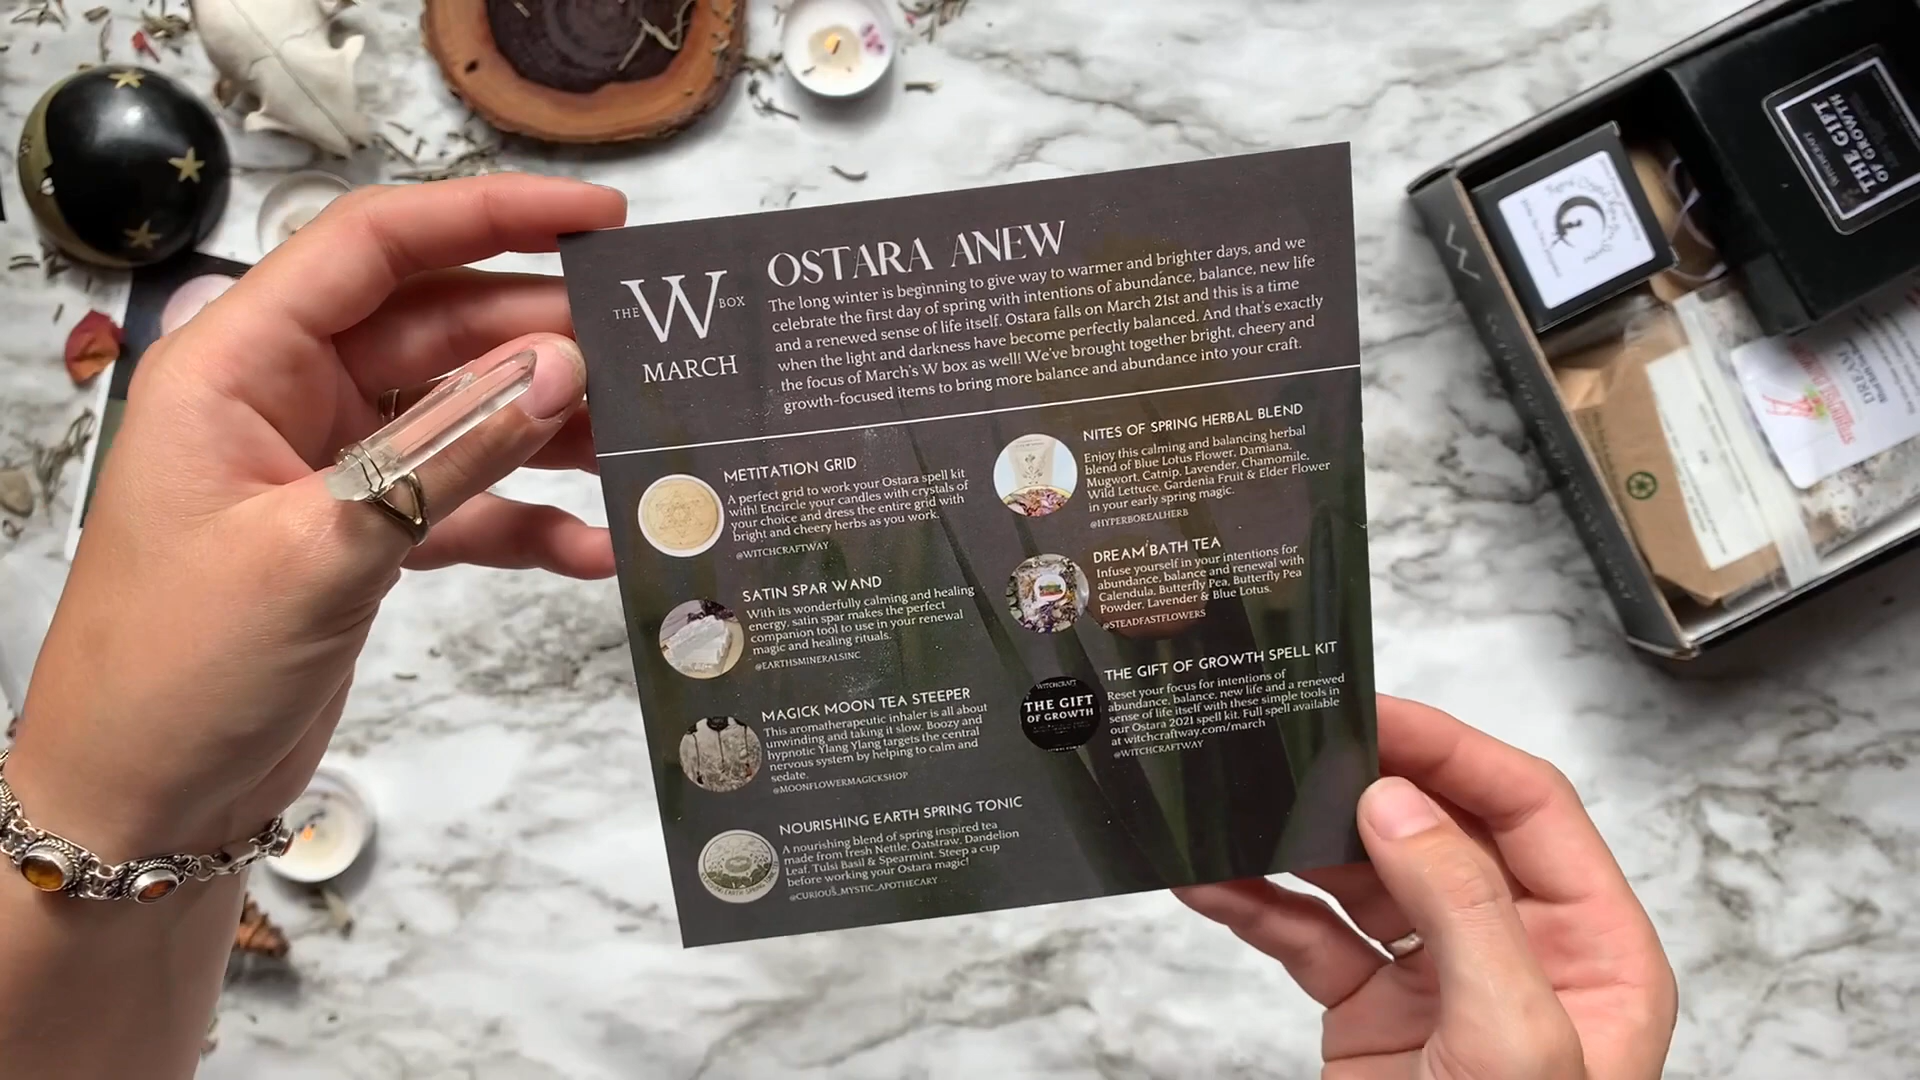 THE W BOX
MARCH
OSTARA ANEW
The long winter is beginning to give way to warmer and brighter days, and we
celebrate the first day of spring with intentions of abundance, balance, new life
and a renewed sense of life itself. Ostara falls on March 21st and this is a time
when the light and darkness have become perfectly balanced. And that's exactly
the focus of March's W box as well! We've brought together bright, cheery and
growth-focused items to bring more balance and abundance into your craft.
METITATION GRID
A perfect grid to work your Ostara spell kit
with! Encircle your candles with crystals of
your choice and dress the entire grid with
bright and cheery herbs as you work.
@WITCHCRAFTWAY
SATIN SPAR WAND
With its wonderfully calming and healing
energy, satin spar makes the perfect
companion tool to use in your renewal
magic and healing rituals.
@EARTHSMINERALSINC
MAGICK MOON TEA STEEPER
This aromatherapeutic inhaler is all about
unwinding and taking it slow. Boozy and
hypnotic Ylang Ylang targets the central
nervous system by helping to calm and
sedate.
@MOONFLOWERMAGICKSHOP
NOURISHING EARTH SPRING TONIC
A nourishing blend of spring inspired tea
made from fresh Nettle, Oatstraw, Dandelion
Leaf, Tulsi Basil & Spearmint. Steep a cup
before working your Ostara magic!
@CURIOUS_MYSTIC_APOTHECARY
NITES OF SPRING HERBAL BLEND
Enjoy this calming and balancing herbal
blend of Blue Lotus Flower, Damiana,
Mugwort, Catnip, Lavender, Chamomile,
Wild Lettuce, Gardenia Fruit & Elder Flower
in your early spring magic.
@HYPERBOREALHERB
DREAM BATH TEA
Infuse yourself in your intentions for
abundance, balance and renewal with
Calendula, Butterfly Pea, Butterfly Pea
Powder, Lavender & Blue Lotus.
@STEADFASTFLOWERS
THE GIFT OF GROWTH SPELL KIT
Reset your focus for intentions of
abundance, balance, new life and a renewed
sense of life itself with these simple tools in
our Ostara 2021 spell kit. Full spell available
at witchcraftway.com/march
@WITCHCRAFTWAY
WITCHCRAFT
THE GIFT
OF GROWTH
WITCHCRAFT
THE GIFT
OF GROWTH
W
DREAM